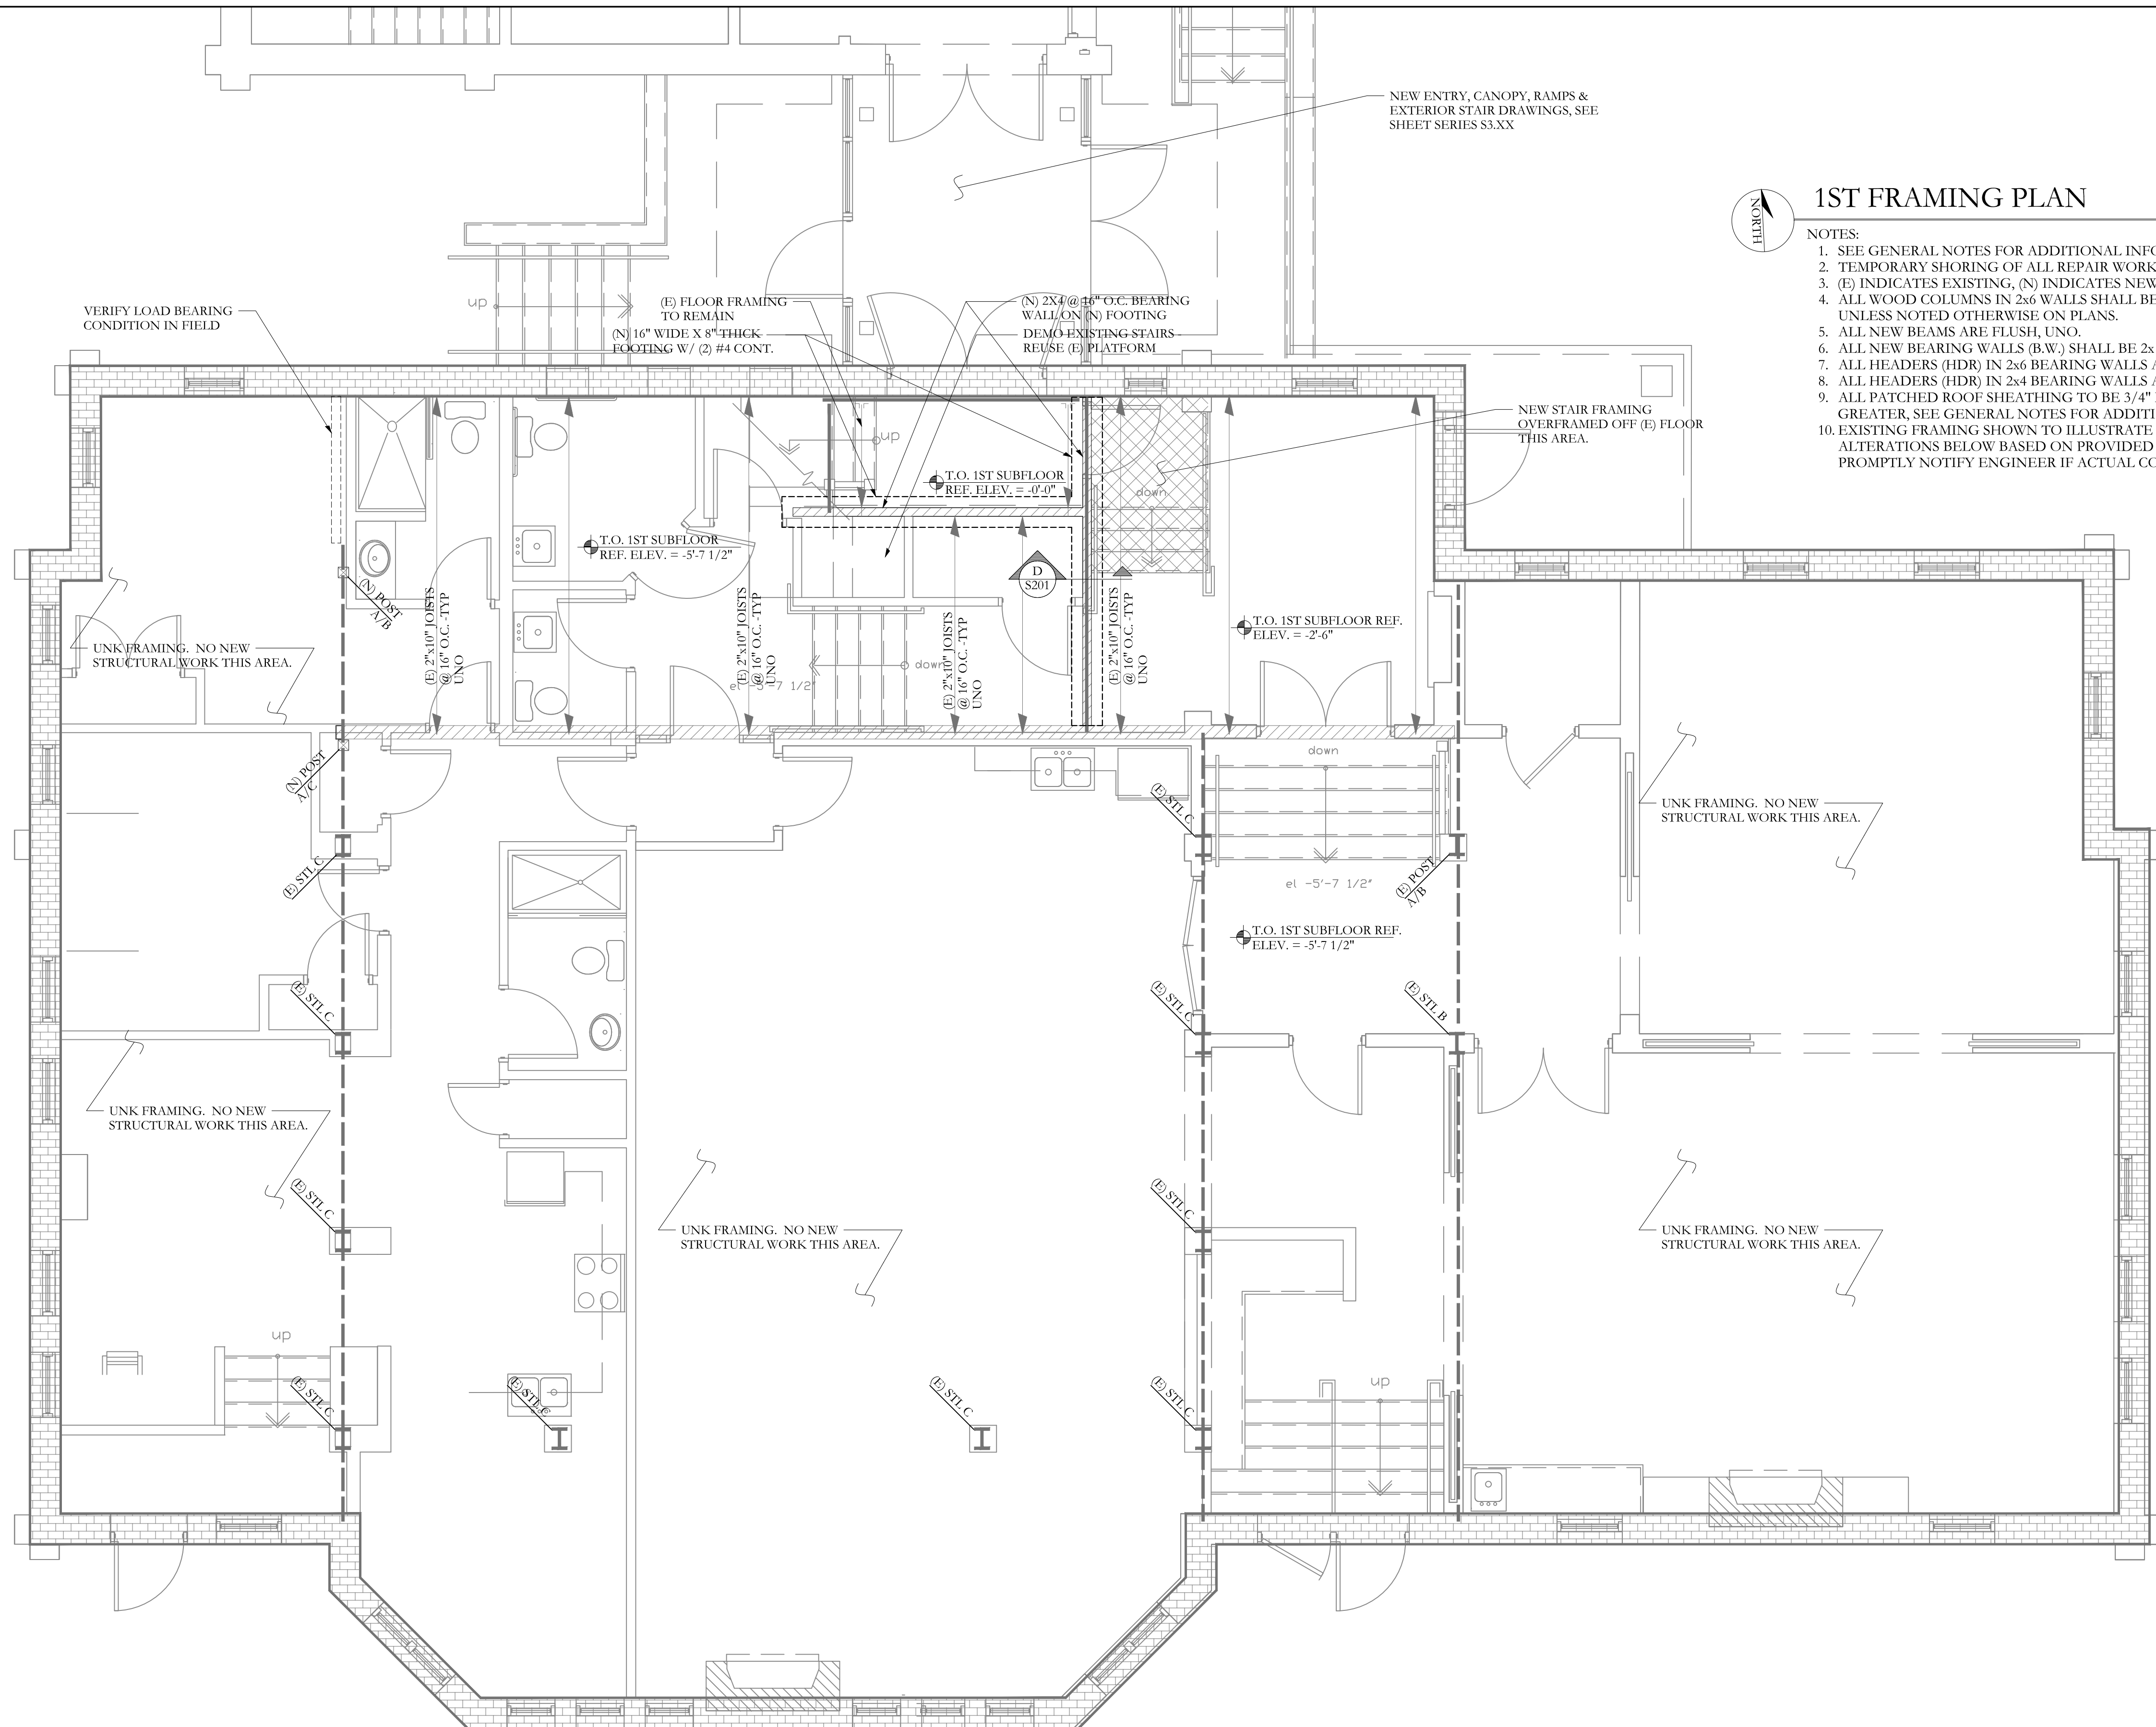 NEW ENTRY, CANOPY, RAMPS &
EXTERIOR STAIR DRAWINGS, SEE
SHEET SERIES S3.XX
NORTH
1ST FRAMING PLAN
NOTES:
1. SEE GENERAL NOTES FOR ADDITIONAL INFO
2. TEMPORARY SHORING OF ALL REPAIR WORK
3. (E) INDICATES EXISTING, (N) INDICATES NEW
4. ALL WOOD COLUMNS IN 2x6 WALLS SHALL BE
UNLESS NOTED OTHERWISE ON PLANS.
5. ALL NEW BEAMS ARE FLUSH, UNO.
6. ALL NEW BEARING WALLS (B.W.) SHALL BE 2x
7. ALL HEADERS (HDR) IN 2x6 BEARING WALLS A
8. ALL HEADERS (HDR) IN 2x4 BEARING WALLS A
9. ALL PATCHED ROOF SHEATHING TO BE 3/4"
GREATER, SEE GENERAL NOTES FOR ADDITI
10. EXISTING FRAMING SHOWN TO ILLUSTRATE
ALTERATIONS BELOW BASED ON PROVIDED
PROMPTLY NOTIFY ENGINEER IF ACTUAL CO
up
VERIFY LOAD BEARING
CONDITION IN FIELD
(E) FLOOR FRAMING
TO REMAIN
(N) 16" WIDE X 8" THICK
FOOTING W/ (2) #4 CONT.
(N) 2X4 @ 16" O.C. BEARING
WALL ON (N) FOOTING
DEMO EXISTING STAIRS -
REUSE (E) PLATFORM
NEW STAIR FRAMING
OVERFRAMED OFF (E) FLOOR
THIS AREA.
up
T.O. 1ST SUBFLOOR
REF. ELEV. = -0'-0"
down
T.O. 1ST SUBFLOOR
REF. ELEV. = -5'-7 1/2"
D
S201
(N) POST
A/B
(E) 2"x10" JOISTS
@ 16" O.C. -TYP
UNO
(E) 2"x10" JOISTS
@ 16" O.C. -TYP
UNO
(E) 2"x10" JOISTS
@ 16" O.C. -TYP
UNO
(E) 2"x10" JOISTS
@ 16" O.C. -TYP
UNO
T.O. 1ST SUBFLOOR REF.
ELEV. = -2'-6"
UNK FRAMING. NO NEW
STRUCTURAL WORK THIS AREA.
down
el -5'-7 1/2"
(N) POST
A/C
down
(E) STL C
(E) STL C
UNK FRAMING. NO NEW
STRUCTURAL WORK THIS AREA.
(E) POST
A/B
el -5'-7 1/2"
T.O. 1ST SUBFLOOR REF.
ELEV. = -5'-7 1/2"
(E) STL C
(E) STL C
(E) STL B
UNK FRAMING. NO NEW
STRUCTURAL WORK THIS AREA.
(E) STL C
(E) STL C
UNK FRAMING. NO NEW
STRUCTURAL WORK THIS AREA.
UNK FRAMING. NO NEW
STRUCTURAL WORK THIS AREA.
up
(E) STL C
(E) STL C
(E) STL C
(E) STL C
up